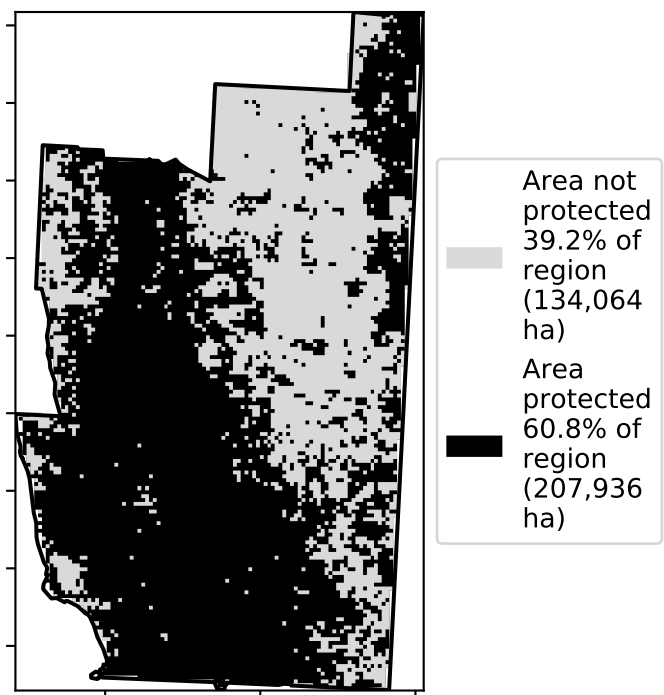 Area not
protected
39.2% of
region
(134,064
ha)
Area
protected
60.8% of
region
(207,936
ha)